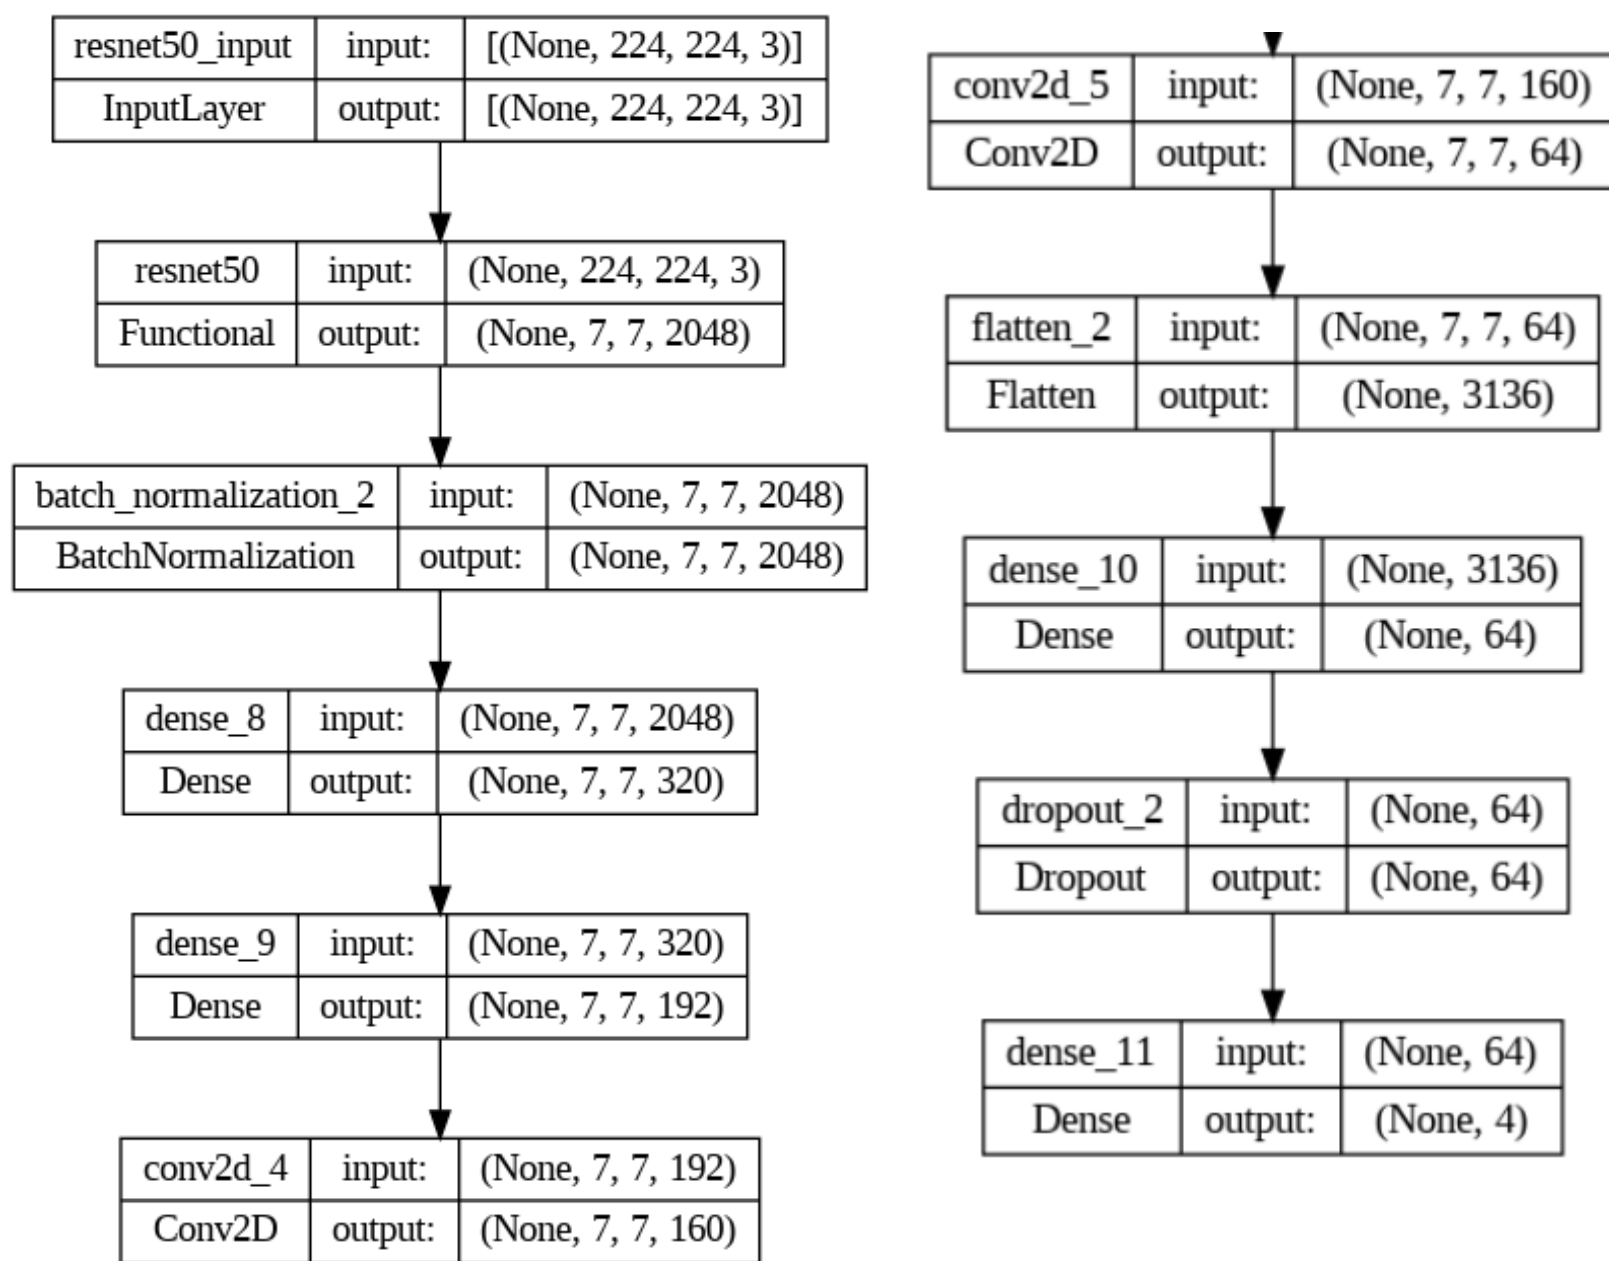 resnet50_input input: [(None, 224, 224, 3)]
InputLayer output: [(None, 224, 224, 3)]
resnet50 input: (None, 224, 224, 3)
Functional output: (None, 7, 7, 2048)
batch_normalization_2 input: (None, 7, 7, 2048)
BatchNormalization output: (None, 7, 7, 2048)
dense_8 input: (None, 7, 7, 2048)
Dense output: (None, 7, 7, 320)
dense_9 input: (None, 7, 7, 320)
Dense output: (None, 7, 7, 192)
conv2d_4 input: (None, 7, 7, 192)
Conv2D output: (None, 7, 7, 160)
conv2d_5 input: (None, 7, 7, 160)
Conv2D output: (None, 7, 7, 64)
flatten_2 input: (None, 7, 7, 64)
Flatten output: (None, 3136)
dense_10 input: (None, 3136)
Dense output: (None, 64)
dropout_2 input: (None, 64)
Dropout output: (None, 64)
dense_11 input: (None, 64)
Dense output: (None, 4)